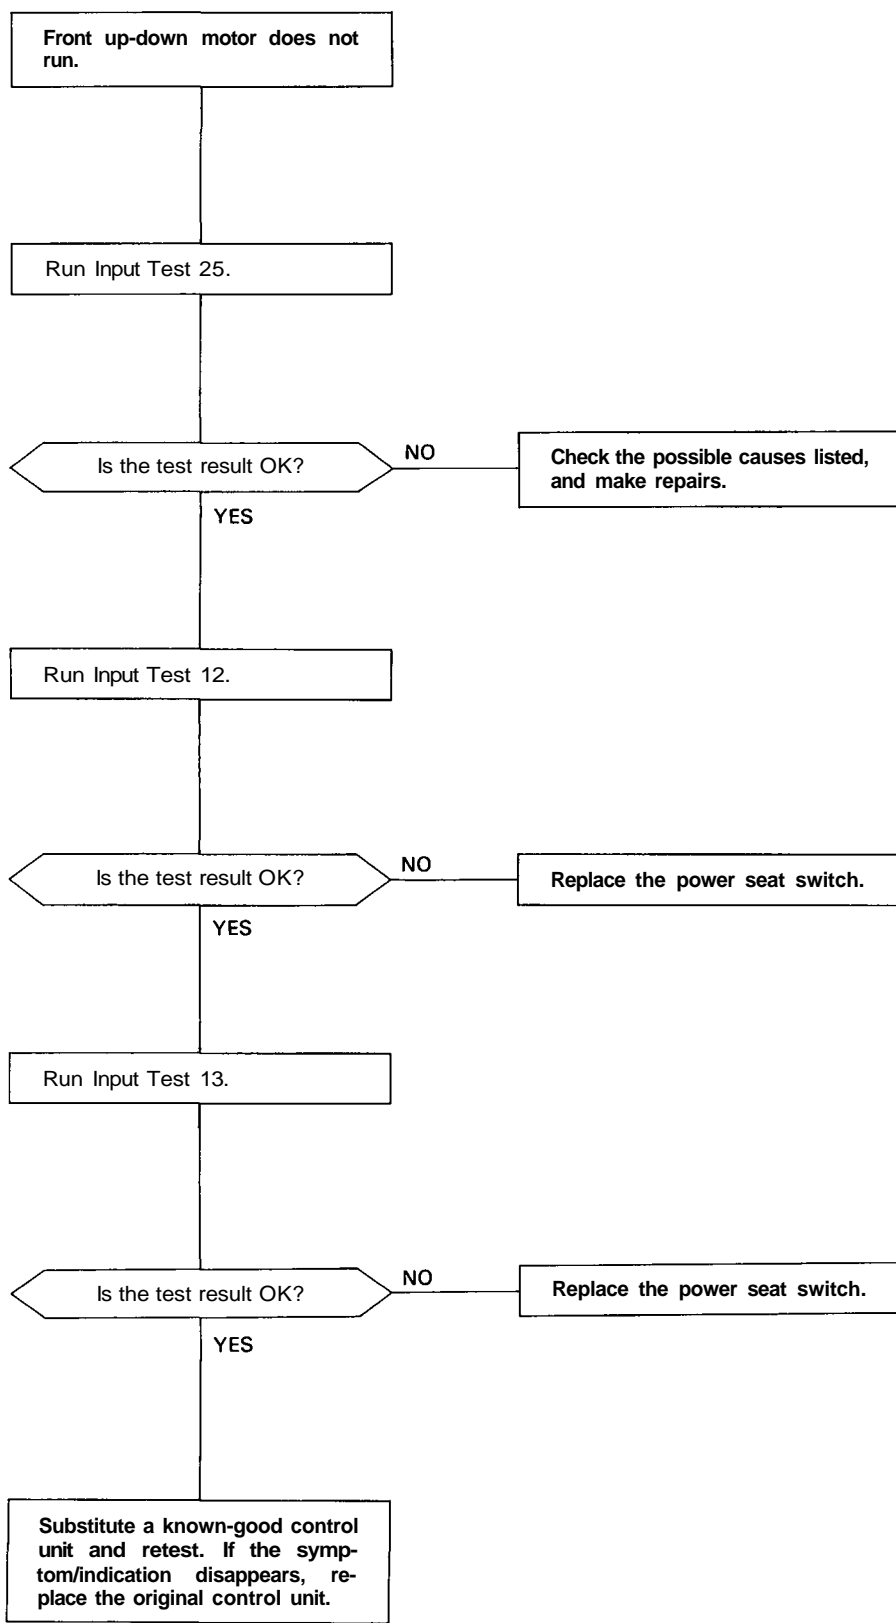 Front up-down motor does not
run.
Run Input Test 25.
Is the test result OK?
NO
Check the possible causes listed,
and make repairs.
YES
Run Input Test 12.
Is the test result OK?
NO
Replace the power seat switch.
YES
Run Input Test 13.
Is the test result OK?
NO
Replace the power seat switch.
YES
Substitute a known-good control
unit and retest. If the symp-
tom/indication disappears, re-
place the original control unit.